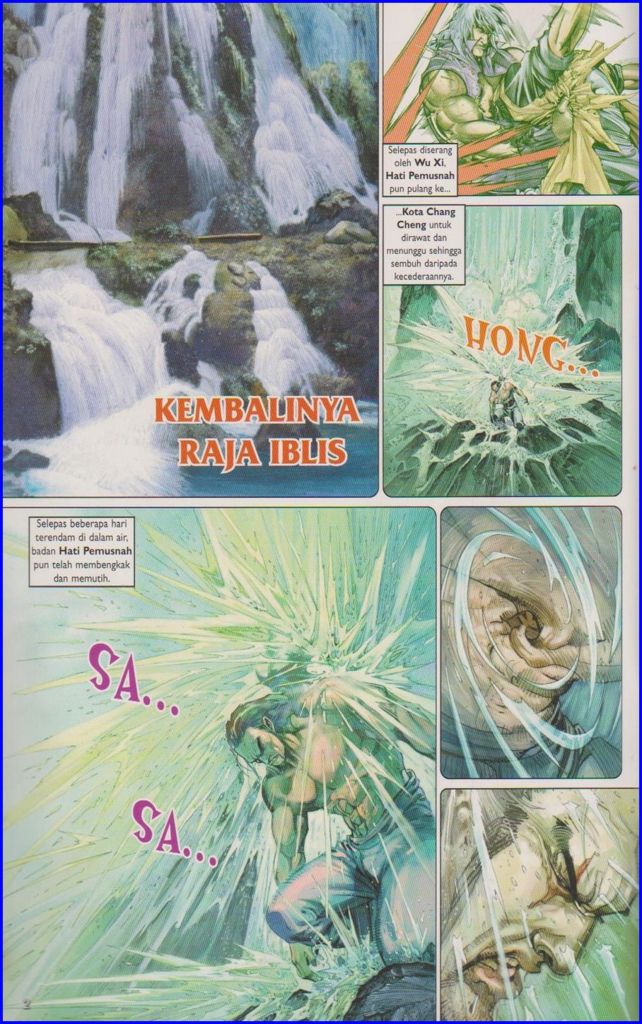 KEMBALINYA
RAJA IBLIS
Selepas diserang
oleh Wu Xi,
Hati Pemusnah
pun pulang ke...
...Kota Chang
Cheng untuk
dirawat dan
menunggu sehingga
sembuh daripada
kecederaannya.
HONG...
Selepas beberapa hari
terendam di dalam air,
badan Hati Pemusnah
pun telah membengkak
dan memutih.
SA...
SA...
2